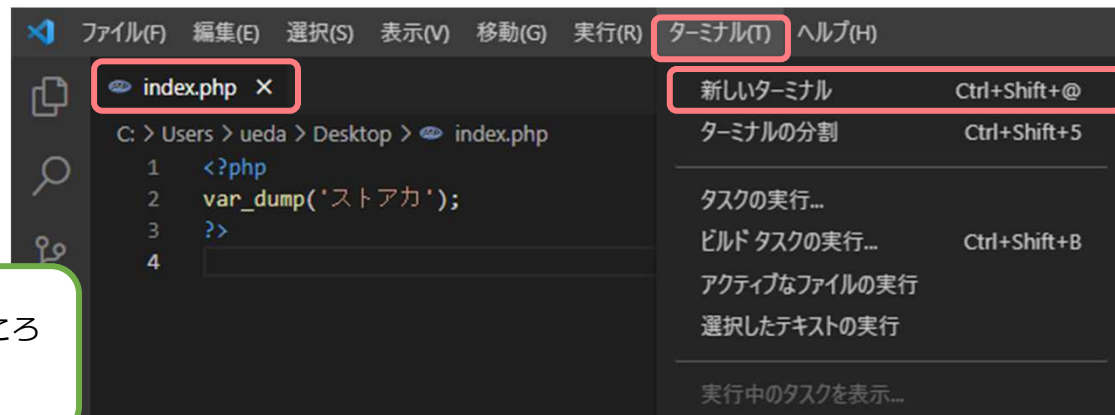 ファイル(F) 編集(E) 選択(S) 表示(V) 移動(G) 実行(R) ターミナル(T) ヘルプ(H)
index.php ×
C: > Users > ueda > Desktop > index.php
1 <?php
2 var_dump('ストアカ');
3 ?>
4
新しいターミナル Ctrl+Shift+@
ターミナルの分割 Ctrl+Shift+5
タスクの実行...
ビルド タスクの実行... Ctrl+Shift+B
アクティブなファイルの実行
選択したテキストの実行
実行中のタスクを表示...
ころ